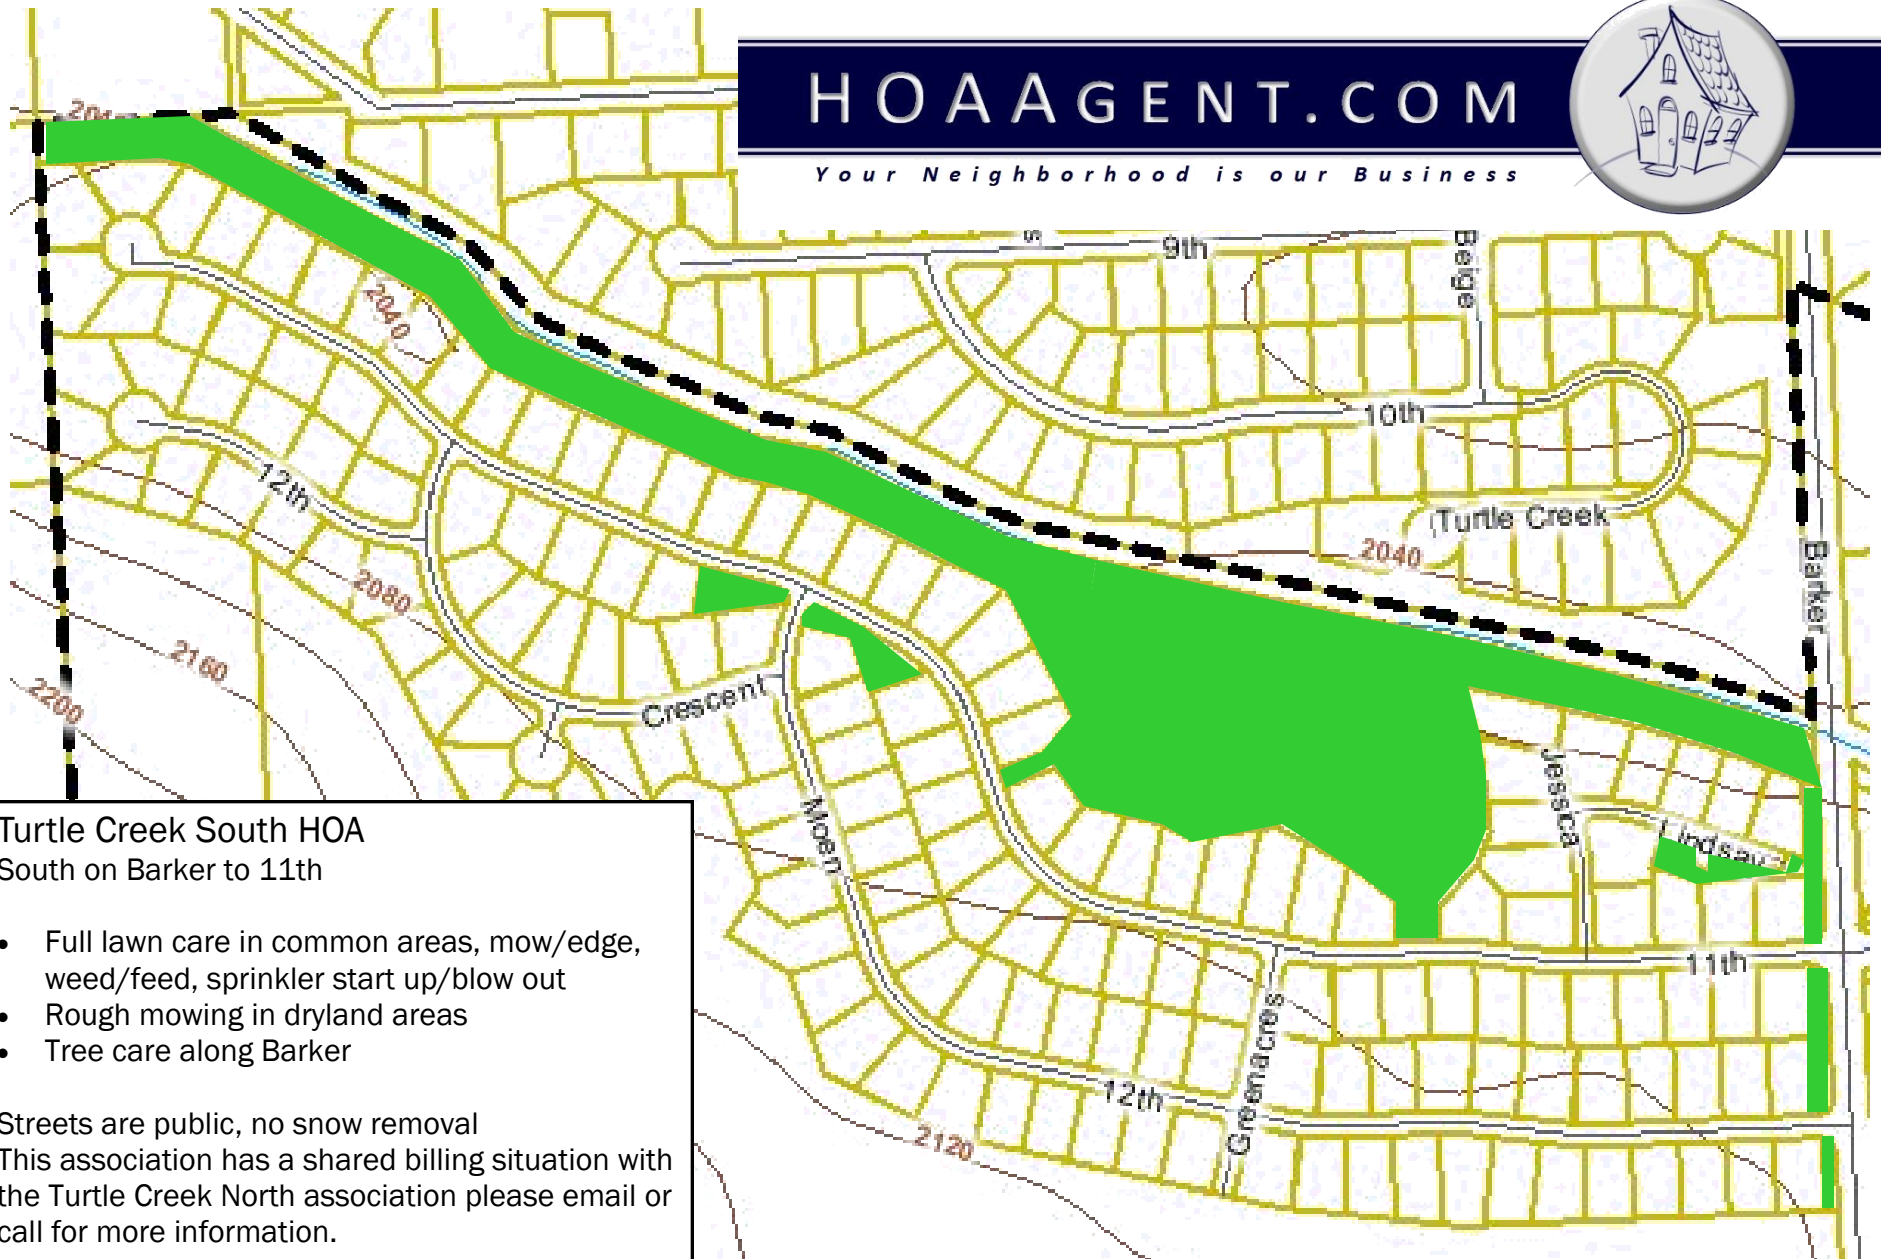 HOAAGENT.COM
Your Neighborhood is our Business
s
9th
Beige
2040
10th
Turtle Creek
2040
Barker
12th
2080
2160
2200
Crescent
Moen
Jessica
Lindsay
11th
Greenacres
12th
2120
Turtle Creek South HOA
South on Barker to 11th
• Full lawn care in common areas, mow/edge,
weed/feed, sprinkler start up/blow out
• Rough mowing in dryland areas
• Tree care along Barker
Streets are public, no snow removal
This association has a shared billing situation with
the Turtle Creek North association please email or
call for more information.